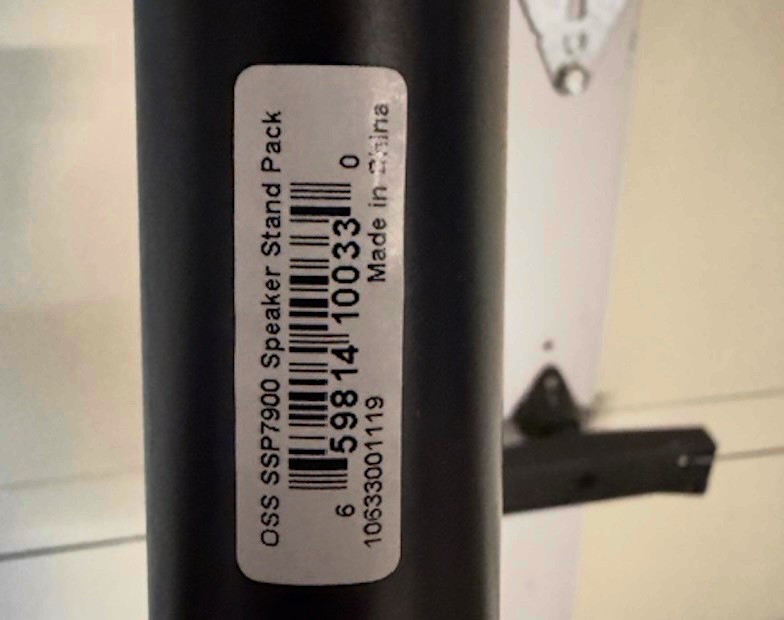 OSS SSP7900 Speaker Stand Pack
6 59814 10033 0
10633001119 Made in China